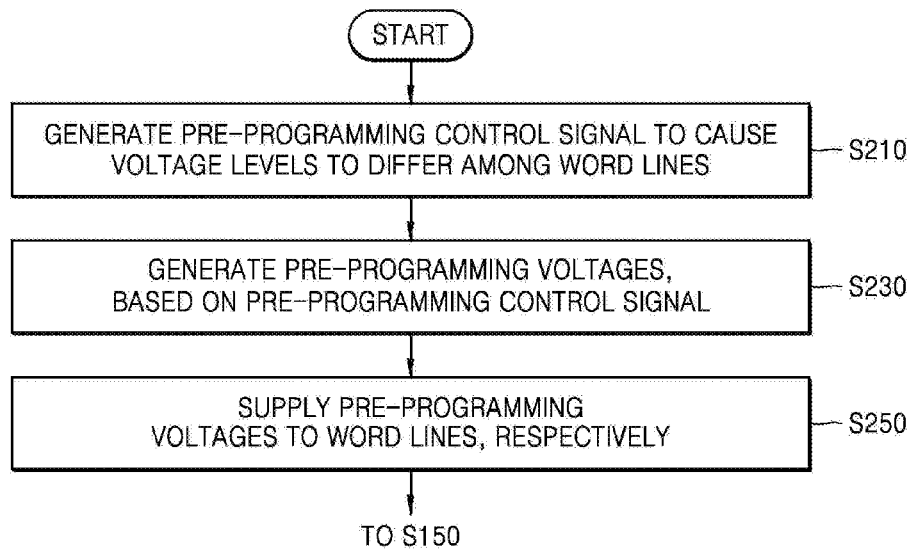 START
GENERATE PRE-PROGRAMMING CONTROL SIGNAL TO CAUSE
VOLTAGE LEVELS TO DIFFER AMONG WORD LINES
S210
GENERATE PRE-PROGRAMMING VOLTAGES,
BASED ON PRE-PROGRAMMING CONTROL SIGNAL
S230
SUPPLY PRE-PROGRAMMING
VOLTAGES TO WORD LINES, RESPECTIVELY
S250
TO S150